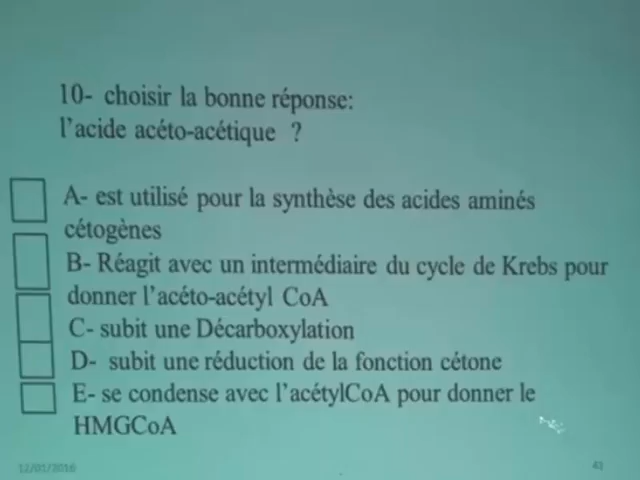 10- choisir la bonne réponse:
l'acide acéto-acétique ?
A- est utilisé pour la synthèse des acides aminés
cétogènes
B- Réagit avec un intermédiaire du cycle de Krebs pour
donner l'acéto-acétyl CoA
C- subit une Décarboxylation
D- subit une réduction de la fonction cétone
E- se condense avec l'acétylCoA pour donner le
HMGCoA
12/01/2016